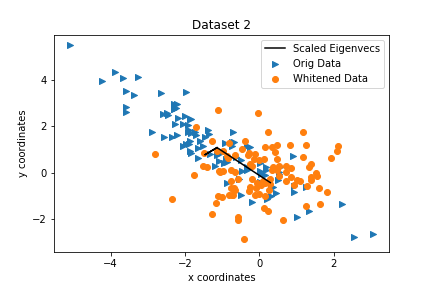 Dataset 2
Scaled Eigenvecs
Orig Data
Whitened Data
y coordinates
4
2
0
−2
−4
−2
0
2
x coordinates